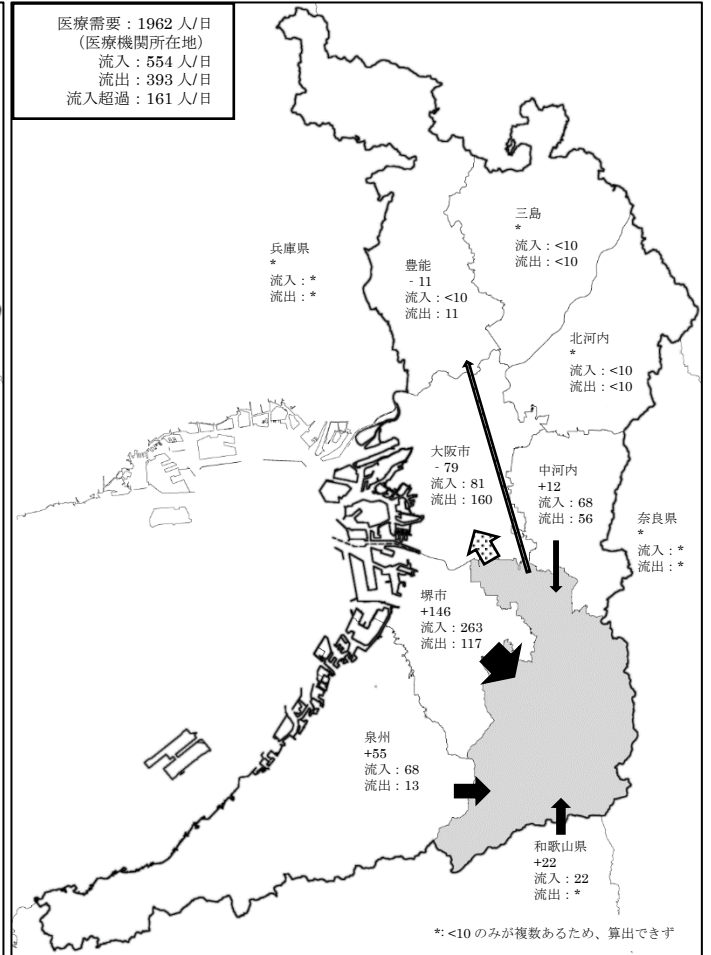 医療需要：1962 人/日
（医療機関所在地）
流入：554 人/日
流出：393 人/日
流入超過：161 人/日
三島
*
流入：<10
流出：<10
兵庫県
*
流入：*
流出：*
豊能
- 11
流入：<10
流出：11
北河内
*
流入：<10
流出：<10
大阪市
- 79
流入：81
流出：160
中河内
+12
流入：68
流出：56
奈良県
*
流入：*
流出：*
堺市
+146
流入：263
流出：117
泉州
+55
流入：68
流出：13
和歌山県
+22
流入：22
流出：*
*: <10 のみが複数あるため、算出できず